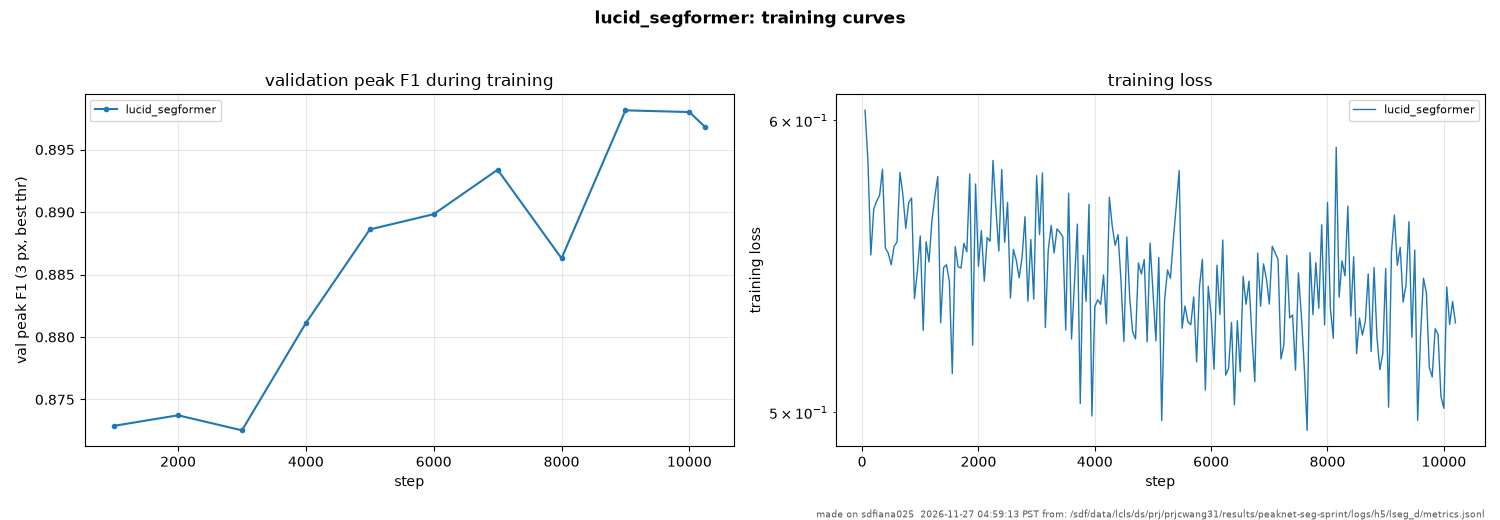 lucid_segformer: training curves
validation peak F1 during training
lucid_segformer
val peak F1 (3 px, best thr)
0.895
0.890
0.885
0.880
0.875
2000
4000
6000
8000
10000
step
training loss
lucid_segformer
training loss
6 × 10⁻¹
5 × 10⁻¹
0
2000
4000
6000
8000
10000
step
made on sdfiana025 2026-11-27 04:59:13 PST from: /sdf/data/lcls/ds/prj/prjcwang31/results/peaknet-seg-sprint/logs/h5/lseg_d/metrics.jsonl